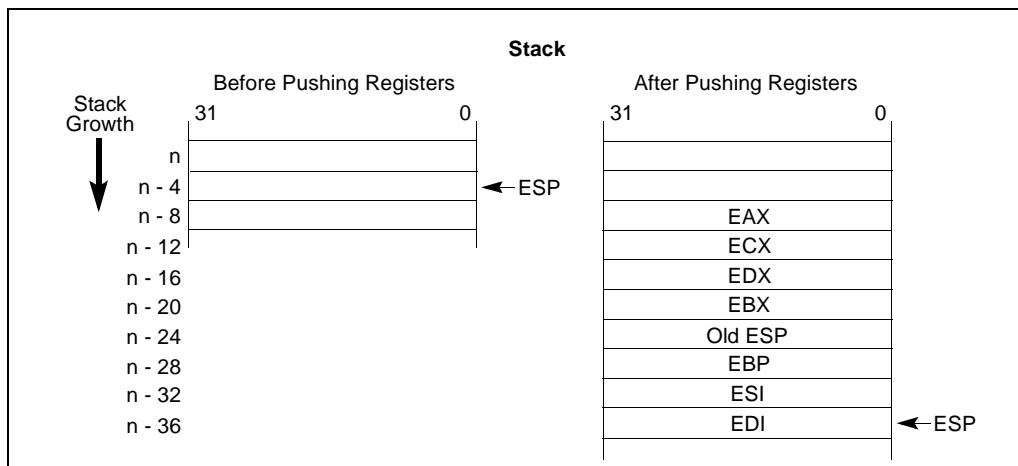 Stack
Before Pushing Registers After Pushing Registers
Stack
Growth
31 0 31 0
n
n - 4 ESP
n - 8 EAX
n - 12 ECX
n - 16 EDX
n - 20 EBX
n - 24 Old ESP
n - 28 EBP
n - 32 ESI
n - 36 EDI ESP